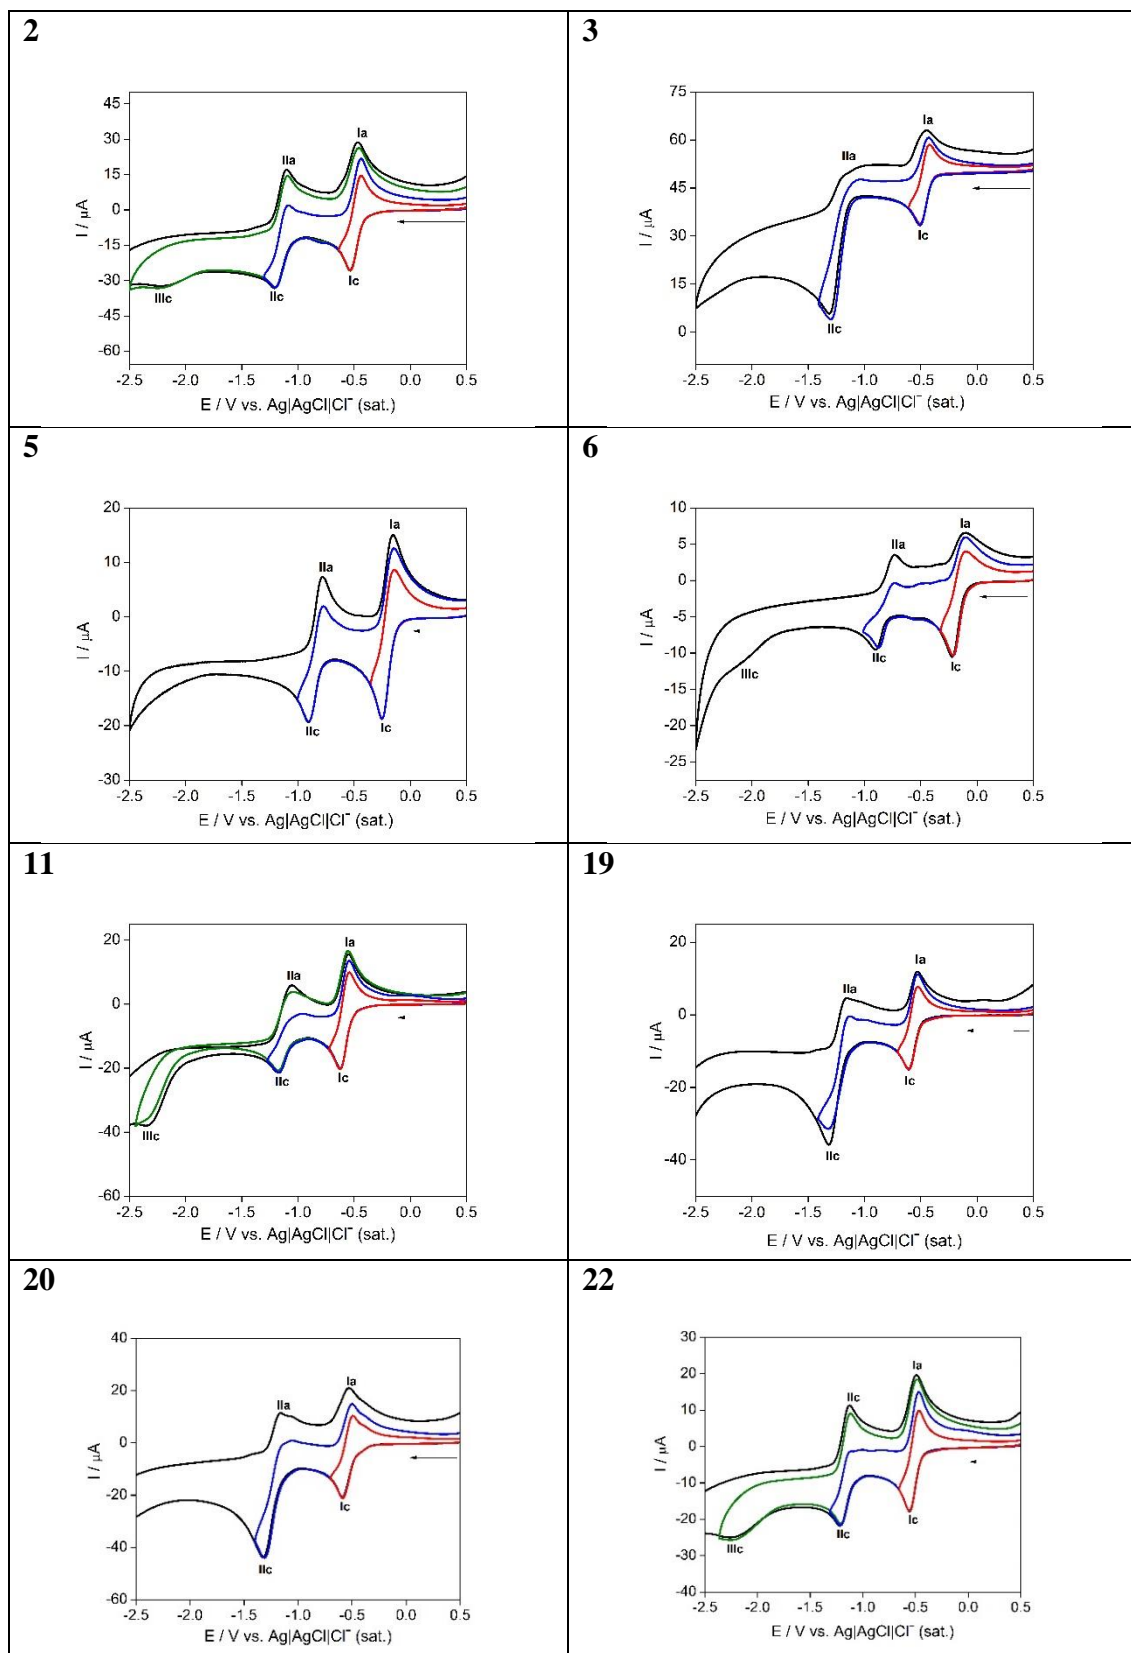 2
45
30
15
0
-15
-30
-45
-60
I / µA
Ia
IIa
Ic
IIc
IIIc
-2.5 -2.0 -1.5 -1.0 -0.5 0.0 0.5
E / V vs. Ag|AgCl|Cl⁻ (sat.)
3
75
60
45
30
15
0
I / µA
Ia
IIa
Ic
IIc
-2.5 -2.0 -1.5 -1.0 -0.5 0.0 0.5
E / V vs. Ag|AgCl|Cl⁻ (sat.)
5
20
10
0
-10
-20
-30
I / µA
Ia
IIa
IIc
Ic
-2.5 -2.0 -1.5 -1.0 -0.5 0.0 0.5
E / V vs. Ag|AgCl|Cl⁻ (sat.)
6
10
5
0
-5
-10
-15
-20
-25
I / µA
Ia
IIa
IIc
Ic
IIIc
-2.5 -2.0 -1.5 -1.0 -0.5 0.0 0.5
E / V vs. Ag|AgCl|Cl⁻ (sat.)
11
20
0
-20
-40
-60
I / µA
Ia
IIa
IIc
Ic
IIIc
-2.5 -2.0 -1.5 -1.0 -0.5 0.0 0.5
E / V vs. Ag|AgCl|Cl⁻ (sat.)
19
20
0
-20
-40
I / µA
Ia
IIa
Ic
IIc
-2.5 -2.0 -1.5 -1.0 -0.5 0.0 0.5
E / V vs. Ag|AgCl|Cl⁻ (sat.)
20
40
20
0
-20
-40
-60
I / µA
Ia
IIa
Ic
IIc
-2.5 -2.0 -1.5 -1.0 -0.5 0.0 0.5
E / V vs. Ag|AgCl|Cl⁻ (sat.)
22
30
20
10
0
-10
-20
-30
-40
I / µA
Ia
IIc
Ic
IIc
IIIc
-2.5 -2.0 -1.5 -1.0 -0.5 0.0 0.5
E / V vs. Ag|AgCl|Cl⁻ (sat.)